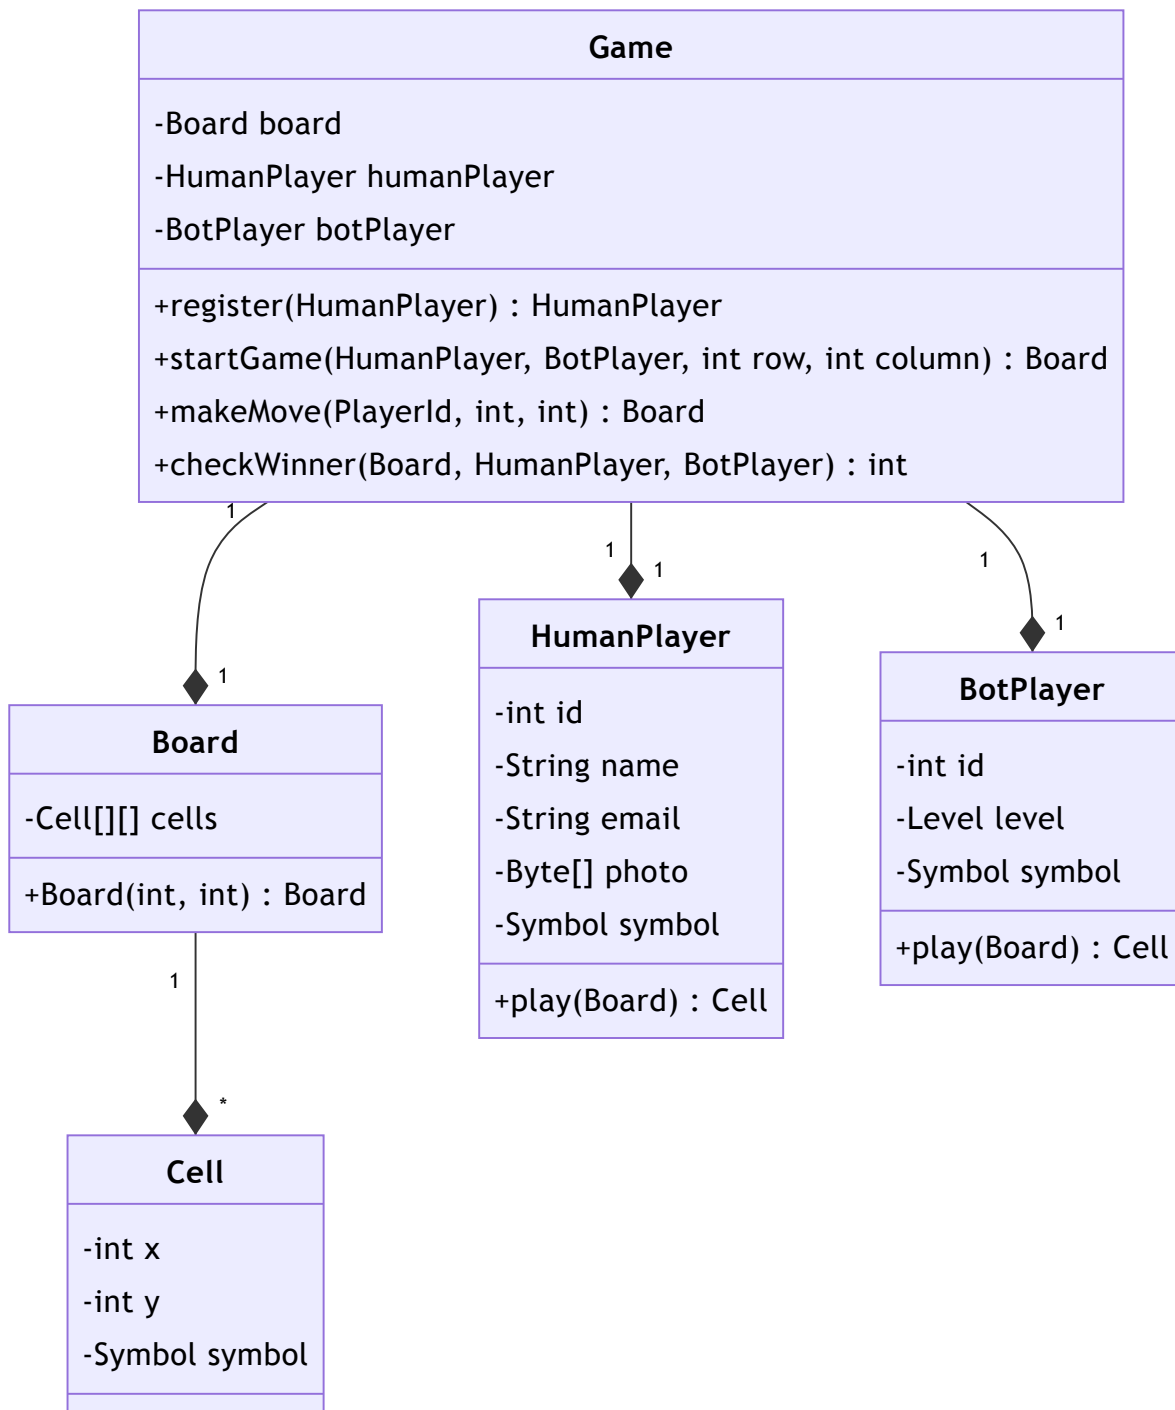 Game
-Board board
-HumanPlayer humanPlayer
-BotPlayer botPlayer
+register(HumanPlayer) : HumanPlayer
+startGame(HumanPlayer, BotPlayer, int row, int column) : Board
+makeMove(PlayerId, int, int) : Board
+checkWinner(Board, HumanPlayer, BotPlayer) : int
1
1
1
1
1
1
Board
-Cell[][] cells
+Board(int, int) : Board
HumanPlayer
-int id
-String name
-String email
-Byte[] photo
-Symbol symbol
+play(Board) : Cell
BotPlayer
-int id
-Level level
-Symbol symbol
+play(Board) : Cell
1
*
Cell
-int x
-int y
-Symbol symbol